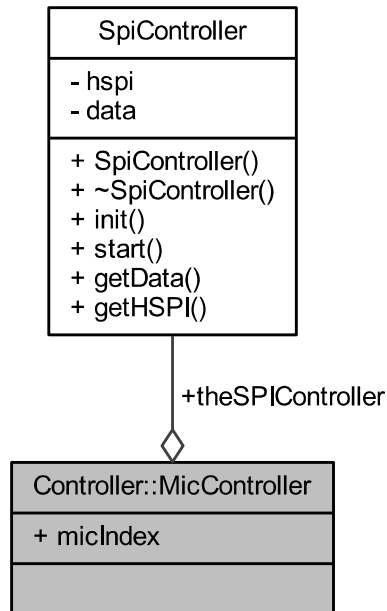 SpiController
- hspi
- data
+ SpiController()
+ ~SpiController()
+ init()
+ start()
+ getData()
+ getHSPI()
+theSPIController
Controller::MicController
+ micIndex